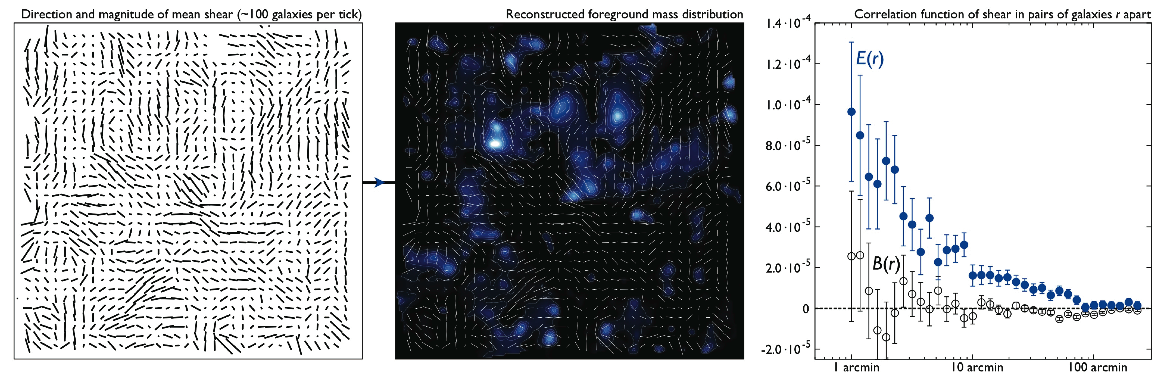 Direction and magnitude of mean shear (~100 galaxies per tick)
Reconstructed foreground mass distribution
Correlation function of shear in pairs of galaxies r apart
1.4·10⁻⁴
1.2·10⁻⁴
1.0·10⁻⁴
8.0·10⁻⁵
6.0·10⁻⁵
4.0·10⁻⁵
2.0·10⁻⁵
0
-2.0·10⁻⁵
E(r)
B(r)
1 arcmin
10 arcmin
100 arcmin